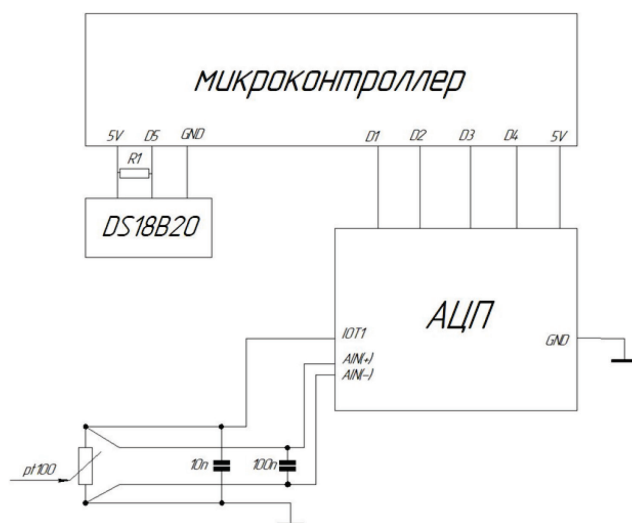 микроконтроллер
5V D5 GND D1 D2 D3 D4 5V
R1
DS18B20
АЦП
IOT1
GND
AIN(+)
AIN(-)
pt100
10n
100n